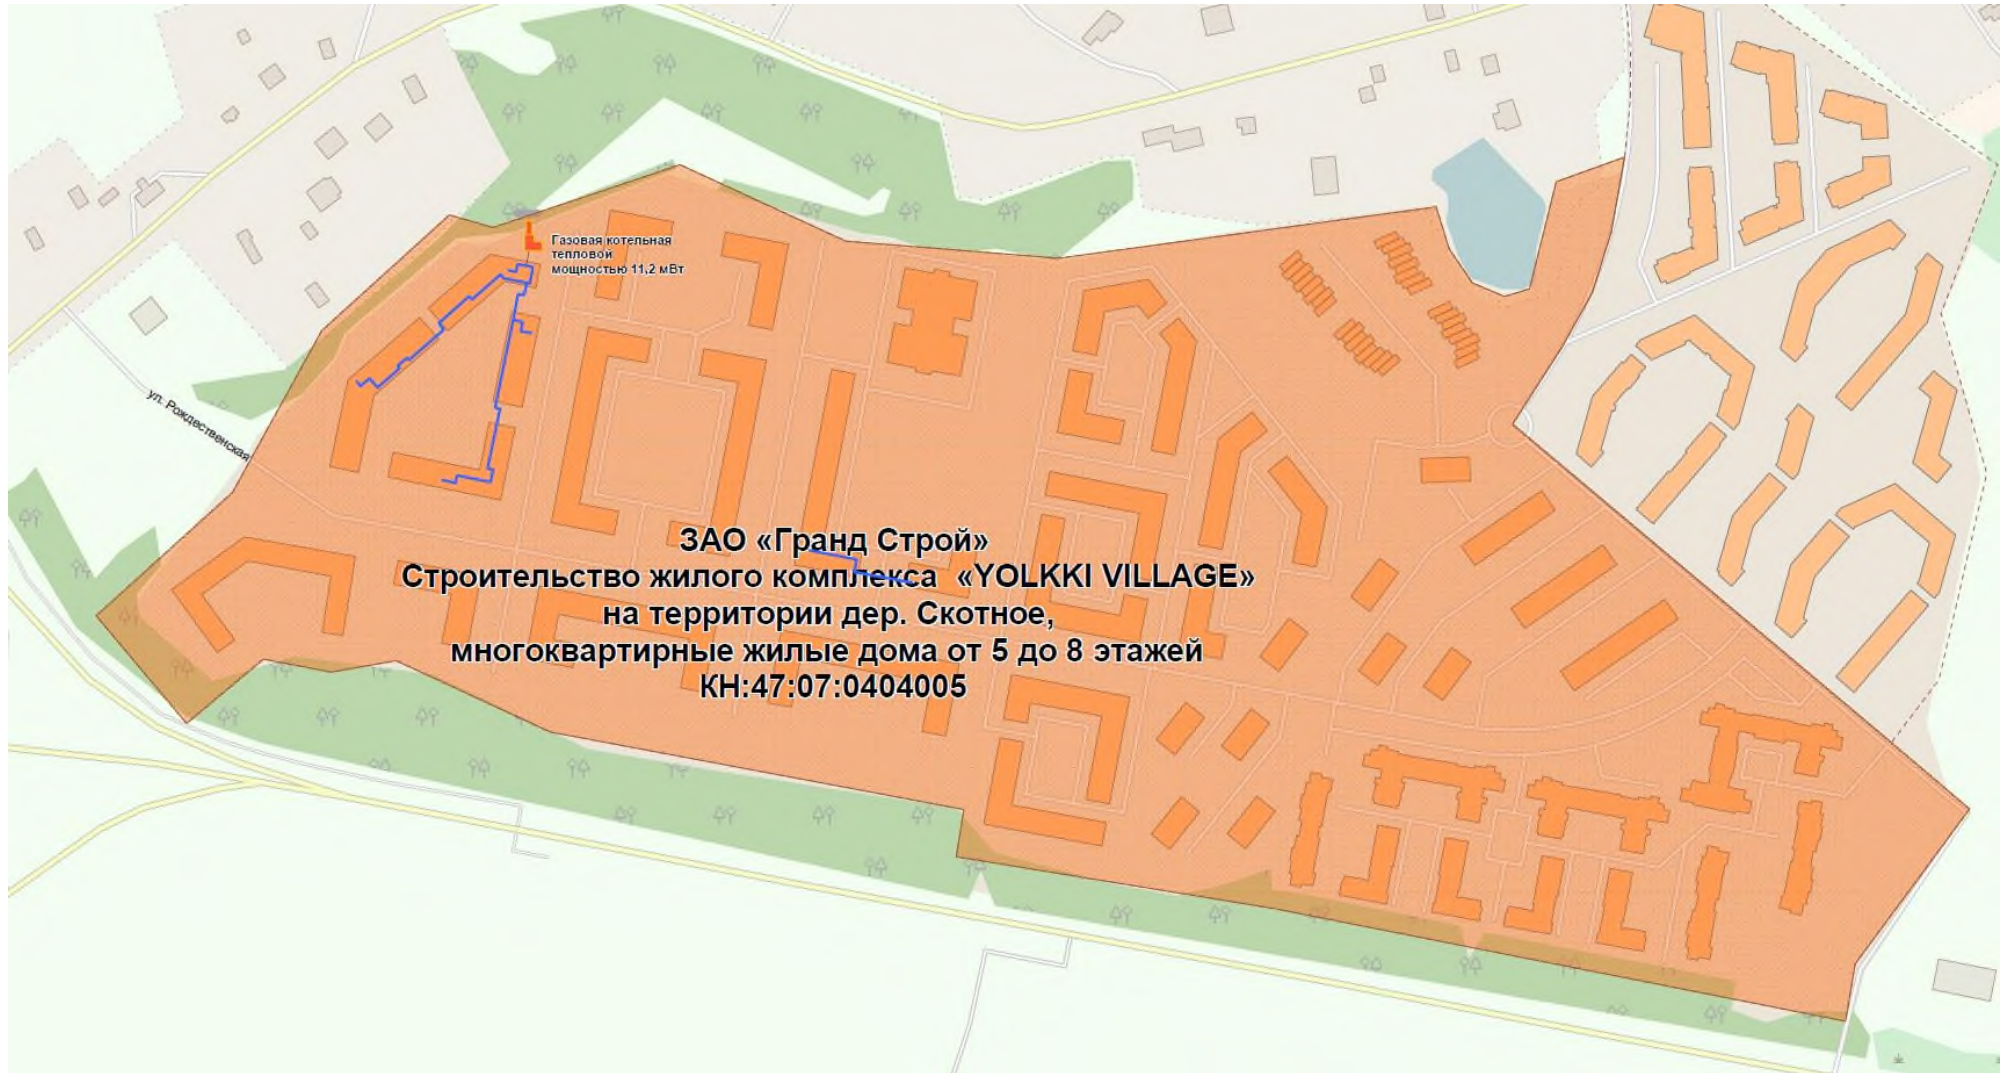 Газовая котельная
тепловой
мощностью 11,2 мВт
ул. Рождественская
ЗАО «Гранд Строй»
Строительство жилого комплекса «YOLKKI VILLAGE»
на территории дер. Скотное,
многоквартирные жилые дома от 5 до 8 этажей
КН:47:07:0404005